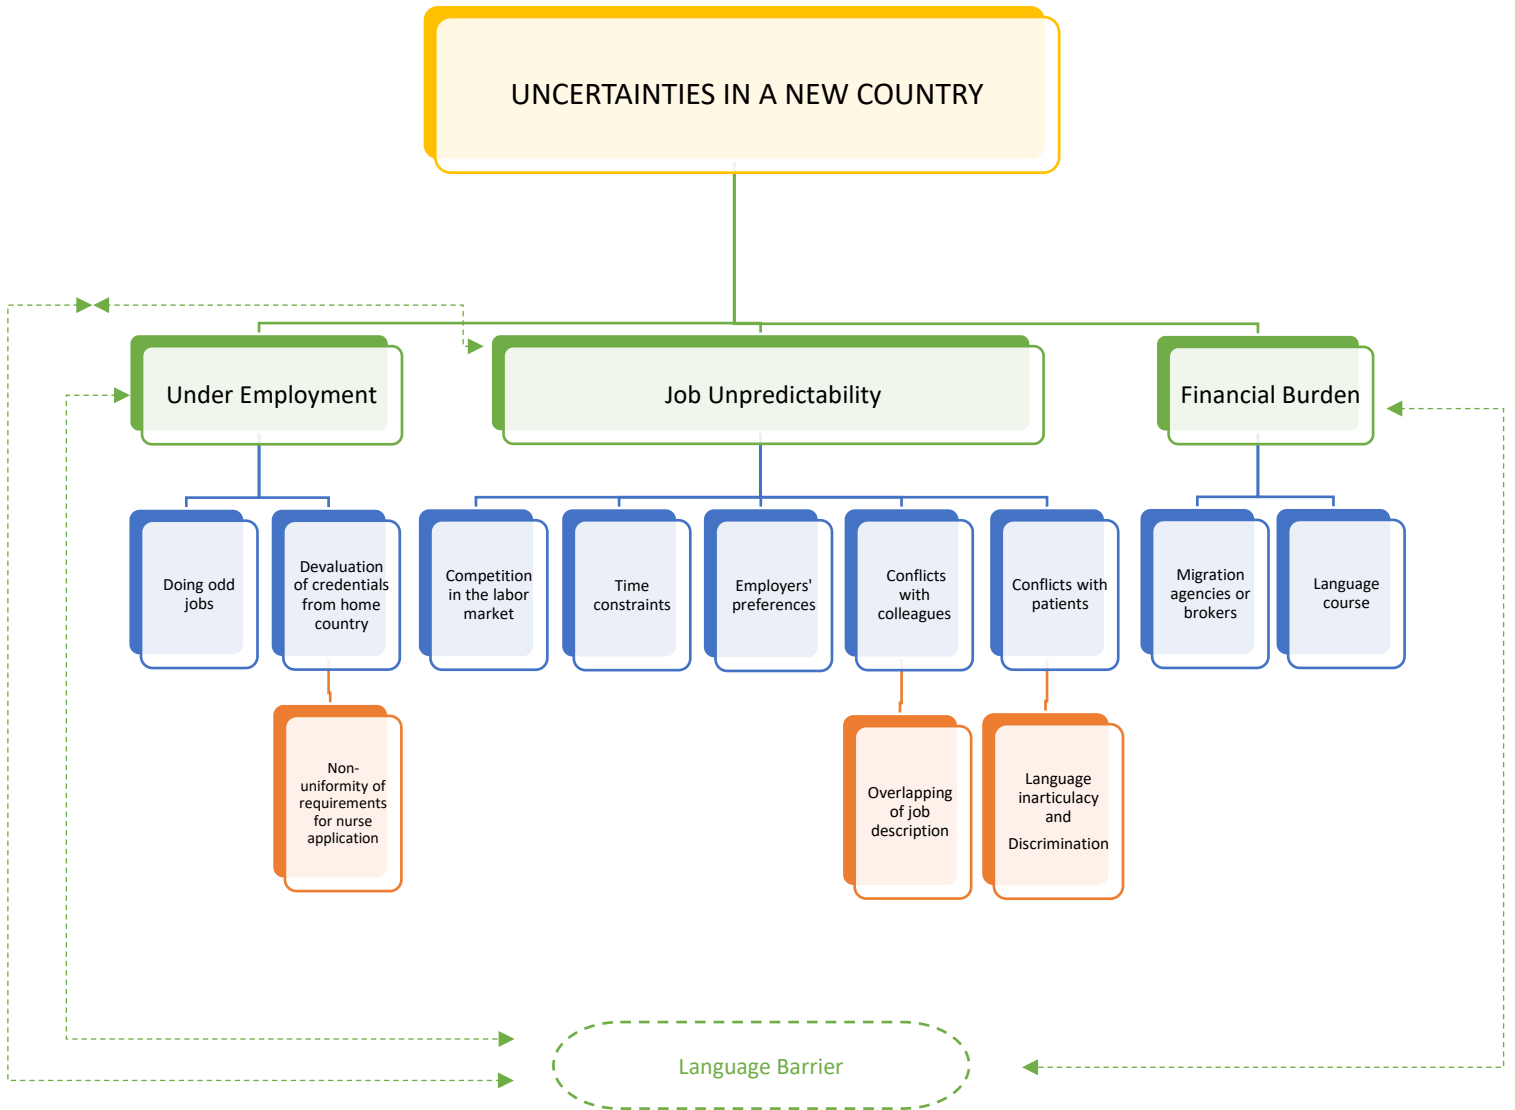 UNCERTAINTIES IN A NEW COUNTRY
Under Employment
Job Unpredictability
Financial Burden
Doing odd
jobs
Devaluation
of credentials
from home
country
Competition
in the labor
market
Time
constraints
Employers'
preferences
Conflicts
with
colleagues
Conflicts with
patients
Migration
agencies or
brokers
Language
course
Non-
uniformity of
requirements
for nurse
application
Overlapping
of job
description
Language
inarticulacy
and
Discrimination
Language Barrier